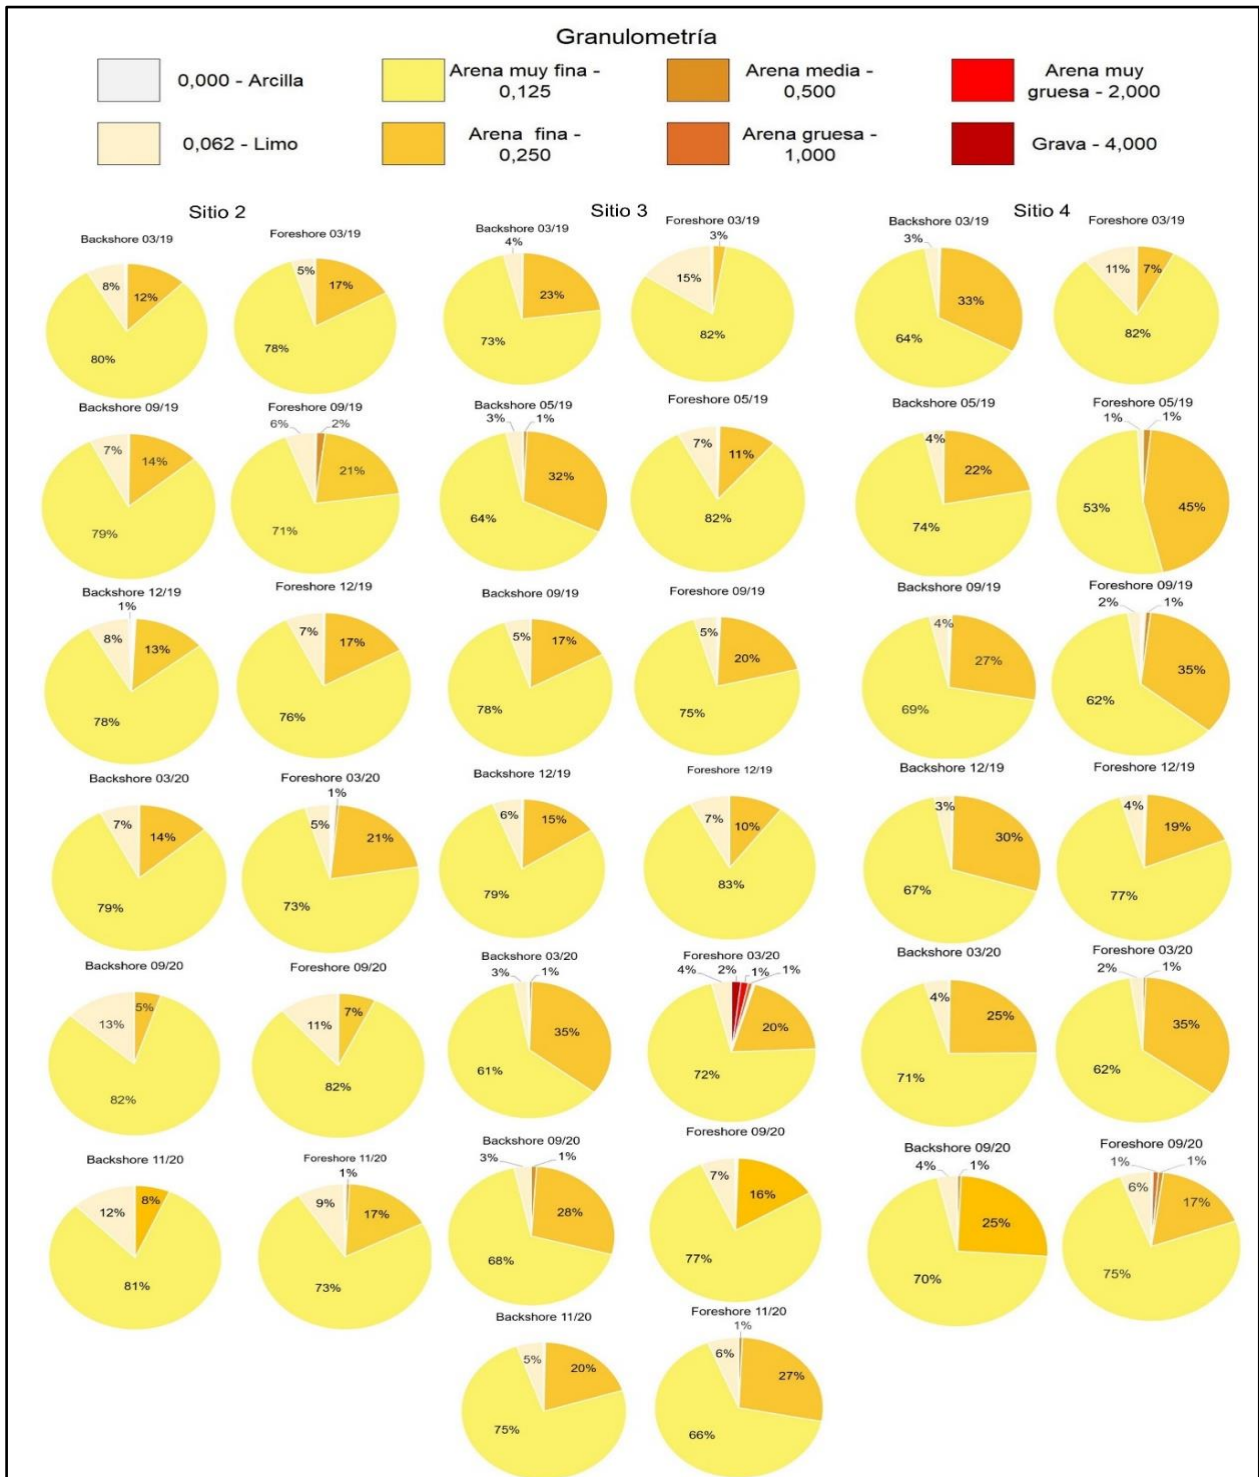 Granulometría
0,000 - Arcilla
Arena muy fina -
0,125
Arena media -
0,500
Arena muy
gruesa - 2,000
0,062 - Limo
Arena fina -
0,250
Arena gruesa -
1,000
Grava - 4,000
Sitio 2
Sitio 3
Sitio 4
Backshore 03/19
8%
12%
80%
Foreshore 03/19
5%
17%
78%
Backshore 03/19
4%
23%
73%
Foreshore 03/19
3%
15%
82%
Backshore 03/19
3%
33%
64%
Foreshore 03/19
11%
7%
82%
Backshore 09/19
7%
14%
79%
Foreshore 09/19
6%
2%
21%
71%
Backshore 05/19
3%
1%
32%
64%
Foreshore 05/19
7%
11%
82%
Backshore 05/19
4%
22%
74%
Foreshore 05/19
1%
1%
53%
45%
Backshore 12/19
1%
8%
13%
78%
Foreshore 12/19
7%
17%
76%
Backshore 09/19
5%
17%
78%
Foreshore 09/19
5%
20%
75%
Backshore 09/19
4%
27%
69%
Foreshore 09/19
2%
1%
35%
62%
Backshore 03/20
7%
14%
79%
Foreshore 03/20
1%
5%
21%
73%
Backshore 12/19
6%
15%
79%
Foreshore 12/19
7%
10%
83%
Backshore 12/19
3%
30%
67%
Foreshore 12/19
4%
19%
77%
Backshore 09/20
13%
5%
82%
Foreshore 09/20
11%
7%
82%
Backshore 03/20
3%
1%
35%
61%
Foreshore 03/20
4%
2%
1%
1%
20%
72%
Backshore 03/20
4%
25%
71%
Foreshore 03/20
2%
1%
35%
62%
Backshore 11/20
12%
8%
81%
Foreshore 11/20
1%
9%
17%
73%
Backshore 09/20
3%
1%
28%
68%
Foreshore 09/20
7%
16%
77%
Backshore 09/20
4%
1%
25%
70%
Foreshore 09/20
1%
1%
6%
17%
75%
Backshore 11/20
5%
20%
75%
Foreshore 11/20
1%
6%
27%
66%